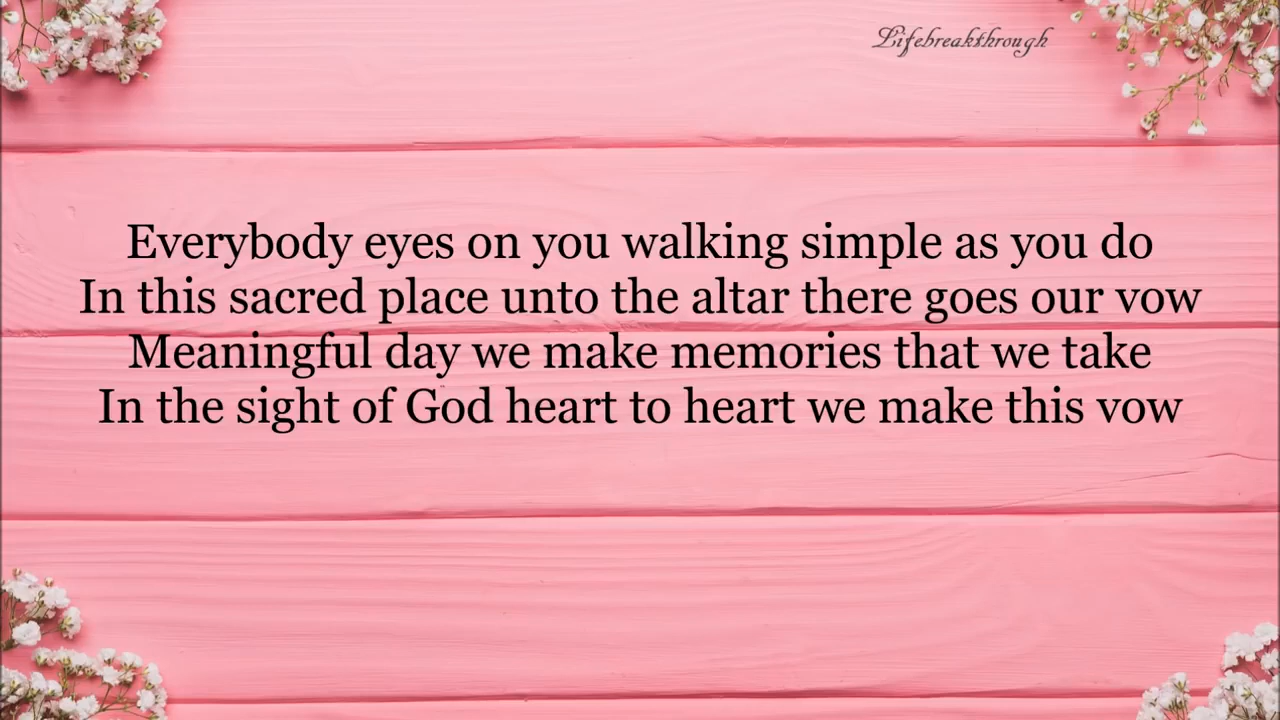 Lifebreakthrough
Everybody eyes on you walking simple as you do
In this sacred place unto the altar there goes our vow
Meaningful day we make memories that we take
In the sight of God heart to heart we make this vow